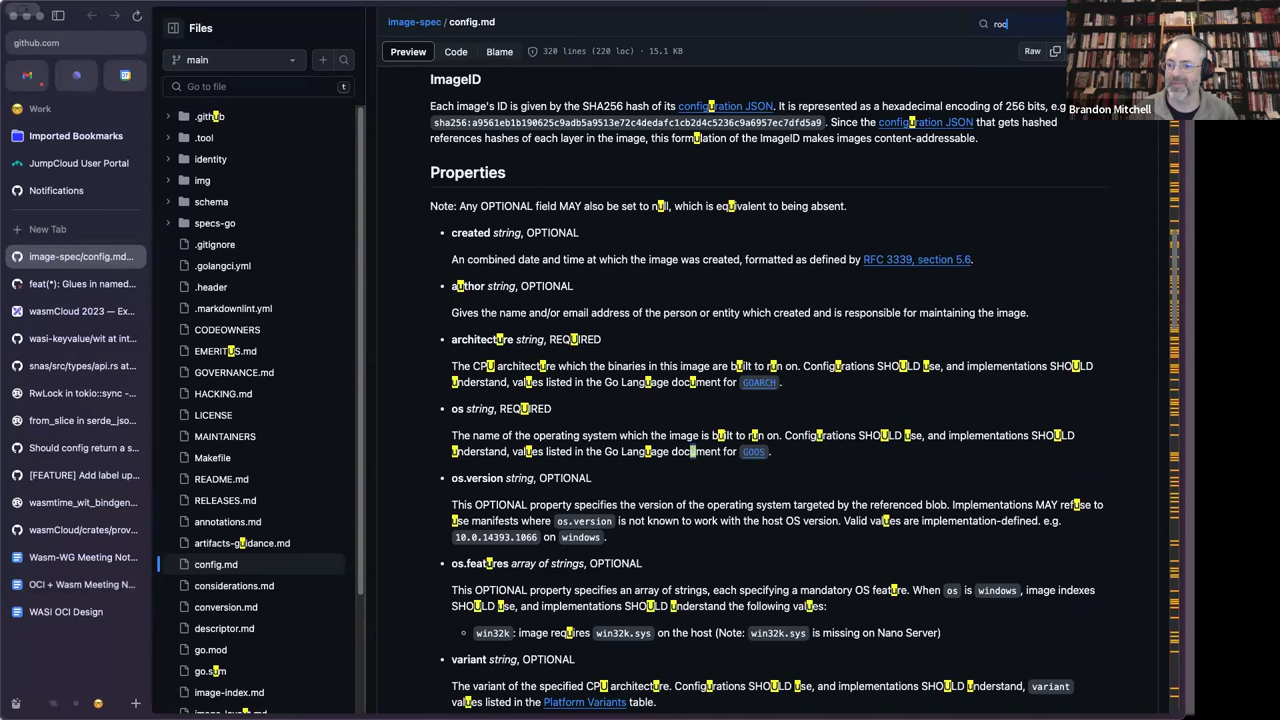 github.com
Work
Imported Bookmarks
JumpCloud User Portal
Notifications
New Tab
image-spec/config.md...
feat(*): Glues in named...
wasmCloud 2023 — Ex...
wasi-keyvalue/wit at int...
snas/src/types/api.rs at...
RwLock in tokio::sync -...
from_slice in serde_jso...
Should config return a s...
[FEATURE] Add label up...
wasmtime_wit_bindgen...
wasmCloud/crates/prov...
Wasm-WG Meeting Not...
OCI + Wasm Meeting N...
WASI OCI Design
Files
main
Go to file
t
.github
.tool
identity
img
schema
specs-go
.gitignore
.golangci.yml
.header
.markdownlint.yml
CODEOWNERS
EMERITUS.md
GOVERNANCE.md
HACKING.md
LICENSE
MAINTAINERS
Makefile
README.md
RELEASES.md
annotations.md
artifacts-guidance.md
config.md
considerations.md
conversion.md
descriptor.md
go.mod
go.sum
image-index.md
image-layout.md
image-spec / config.md
roc
Preview
Code
Blame
320 lines (220 loc) · 15.1 KB
Raw
ImageID
Each image's ID is given by the SHA256 hash of its configuration JSON. It is represented as a hexadecimal encoding of 256 bits, e.g
sha256:a9561eb1b190625c9adb5a9513e72c4dedafc1cb2d4c5236c9a6957ec7dfd5a9 . Since the configuration JSON that gets hashed
references hashes of each layer in the image, this formulation of the ImageID makes images content-addressable.
Properties
Note: Any OPTIONAL field MAY also be set to null, which is equivalent to being absent.
created string, OPTIONAL
An combined date and time at which the image was created, formatted as defined by RFC 3339, section 5.6.
author string, OPTIONAL
Gives the name and/or email address of the person or entity which created and is responsible for maintaining the image.
architecture string, REQUIRED
The CPU architecture which the binaries in this image are built to run on. Configurations SHOULD use, and implementations SHOULD
understand, values listed in the Go Language document for GOARCH .
os string, REQUIRED
The name of the operating system which the image is built to run on. Configurations SHOULD use, and implementations SHOULD
understand, values listed in the Go Language document for GOOS .
os.version string, OPTIONAL
This OPTIONAL property specifies the version of the operating system targeted by the referenced blob. Implementations MAY refuse to
use manifests where os.version is not known to work with the host OS version. Valid values are implementation-defined. e.g.
10.0.14393.1066 on windows .
os.features array of strings, OPTIONAL
This OPTIONAL property specifies an array of strings, each specifying a mandatory OS feature. When os is windows , image indexes
SHOULD use, and implementations SHOULD understand the following values:
win32k : image requires win32k.sys on the host (Note: win32k.sys is missing on Nano Server)
variant string, OPTIONAL
The variant of the specified CPU architecture. Configurations SHOULD use, and implementations SHOULD understand, variant
values listed in the Platform Variants table.
Brandon Mitchell